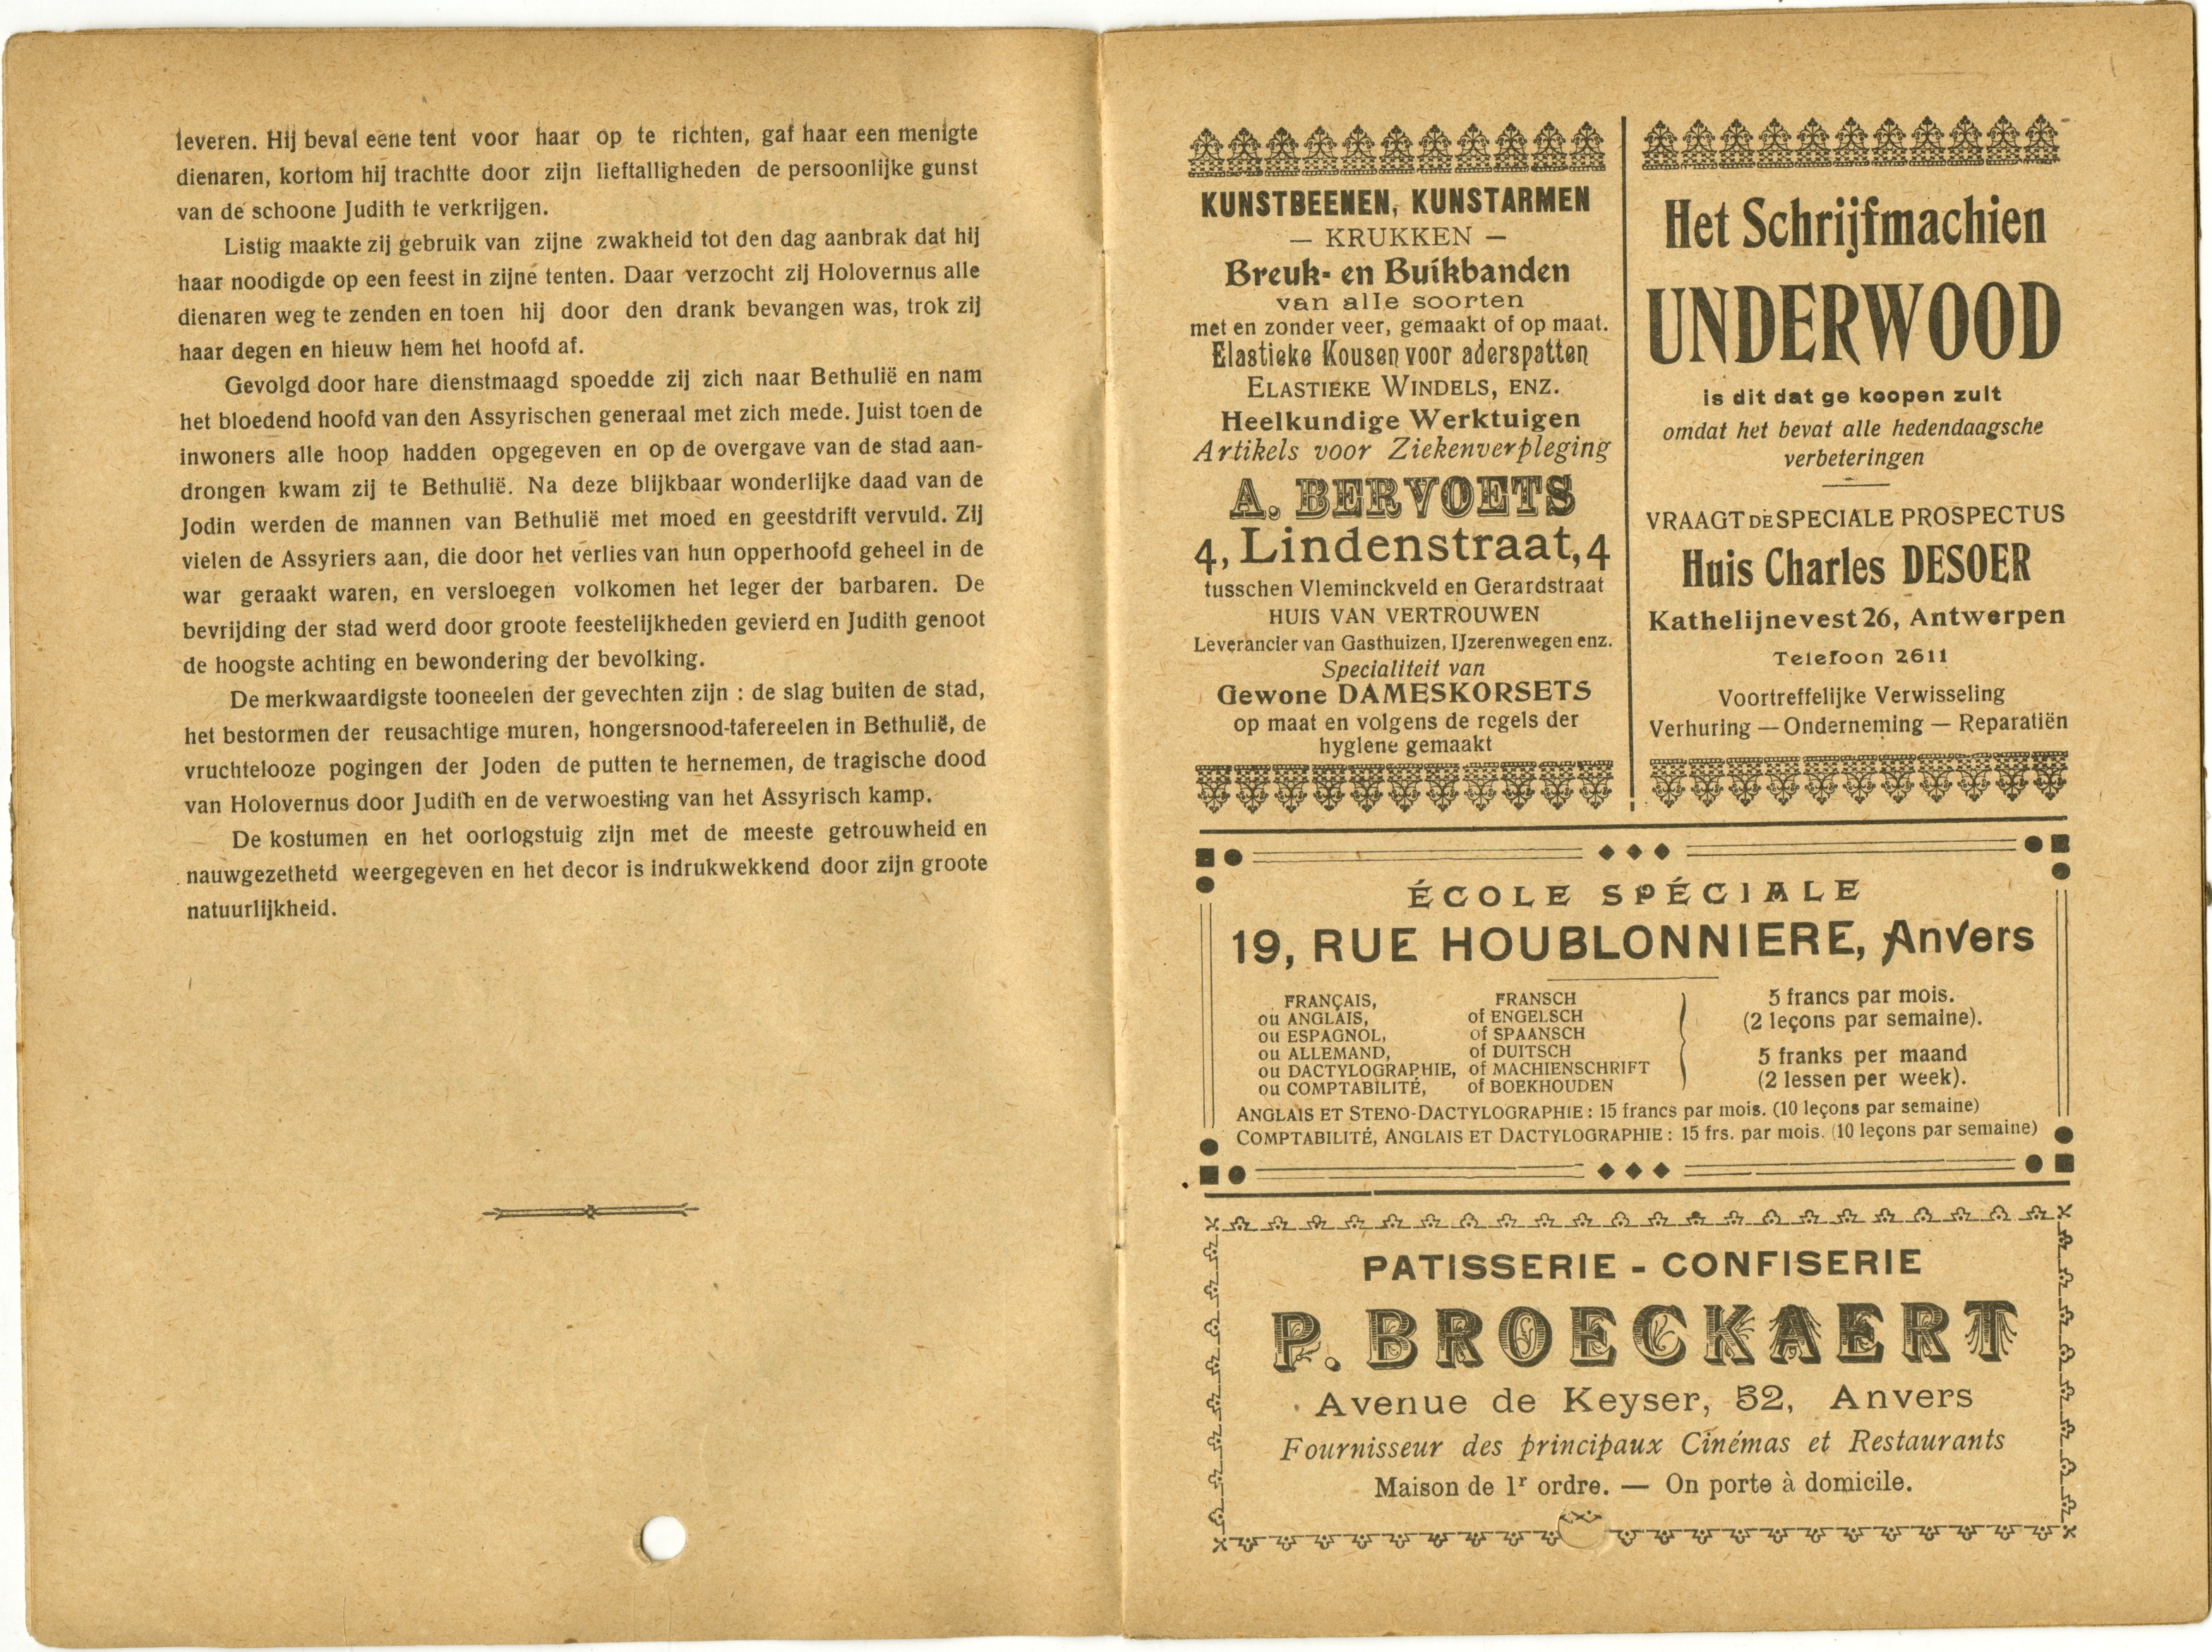 leveren. Hij beval eene tent voor haar op te richten, gaf haar een menigte
dienaren, kortom hij trachtte door zijn lieftalligheden de persoonlijke gunst
van de schoone Judith te verkrijgen.
Listig maakte zij gebruik van zijne zwakheid tot den dag aanbrak dat hij
haar noodigde op een feest in zijne tenten. Daar verzocht zij Holovernus alle
dienaren weg te zenden en toen hij door den drank bevangen was, trok zij
haar degen en hieuw hem het hoofd af.
Gevolgd door hare dienstmaagd spoedde zij zich naar Bethulië en nam
het bloedend hoofd van den Assyrischen generaal met zich mede. Juist toen de
inwoners alle hoop hadden opgegeven en op de overgave van de stad aan-
drongen kwam zij te Bethulië. Na deze blijkbaar wonderlijke daad van de
Jodin werden de mannen van Bethulië met moed en geestdrift vervuld. Zij
vielen de Assyriers aan, die door het verlies van hun opperhoofd geheel in de
war geraakt waren, en versloegen volkomen het leger der barbaren. De
bevrijding der stad werd door groote feestelijkheden gevierd en Judith genoot
de hoogste achting en bewondering der bevolking.
De merkwaardigste tooneelen der gevechten zijn : de slag buiten de stad,
het bestormen der reusachtige muren, hongersnood-tafereelen in Bethulië, de
vruchtelooze pogingen der Joden de putten te hernemen, de tragische dood
van Holovernus door Judith en de verwoesting van het Assyrisch kamp.
De kostumen en het oorlogstuig zijn met de meeste getrouwheid en
nauwgezethetd weergegeven en het decor is indrukwekkend door zijn groote
natuurlijkheid.
KUNSTBEENEN, KUNSTARMEN
— KRUKKEN —
Breuk- en Buikbanden
van alle soorten
met en zonder veer, gemaakt of op maat.
Elastieke Kousen voor aderspatten
ELASTIEKE WINDELS, ENZ.
Heelkundige Werktuigen
Artikels voor Ziekenverpleging
A. BERVOETS
4, Lindenstraat, 4
tusschen Vleminckveld en Gerardstraat
HUIS VAN VERTROUWEN
Leverancier van Gasthuizen, IJzerenwegen enz.
Specialiteit van
Gewone DAMESKORSETS
op maat en volgens de regels der
hygiene gemaakt
Het Schrijfmachien
UNDERWOOD
is dit dat ge koopen zult
omdat het bevat alle hedendaagsche
verbeteringen
VRAAGT DE SPECIALE PROSPECTUS
Huis Charles DESOER
Kathelijnevest 26, Antwerpen
Telefoon 2611
Voortreffelijke Verwisseling
Verhuring — Onderneming — Reparatiën
ÉCOLE SPÉCIALE
19, RUE HOUBLONNIERE, Anvers
FRANÇAIS, FRANSCH
ou ANGLAIS, of ENGELSCH
ou ESPAGNOL, of SPAANSCH
ou ALLEMAND, of DUITSCH
ou DACTYLOGRAPHIE, of MACHIENSCHRIFT
ou COMPTABILITÉ, of BOEKHOUDEN
5 francs par mois.
(2 leçons par semaine).
5 franks per maand
(2 lessen per week).
ANGLAIS ET STENO-DACTYLOGRAPHIE : 15 francs par mois. (10 leçons par semaine)
COMPTABILITÉ, ANGLAIS ET DACTYLOGRAPHIE : 15 frs. par mois. (10 leçons par semaine)
PATISSERIE - CONFISERIE
P. BROECKAERT
Avenue de Keyser, 52, Anvers
Fournisseur des principaux Cinémas et Restaurants
Maison de 1r ordre. — On porte à domicile.